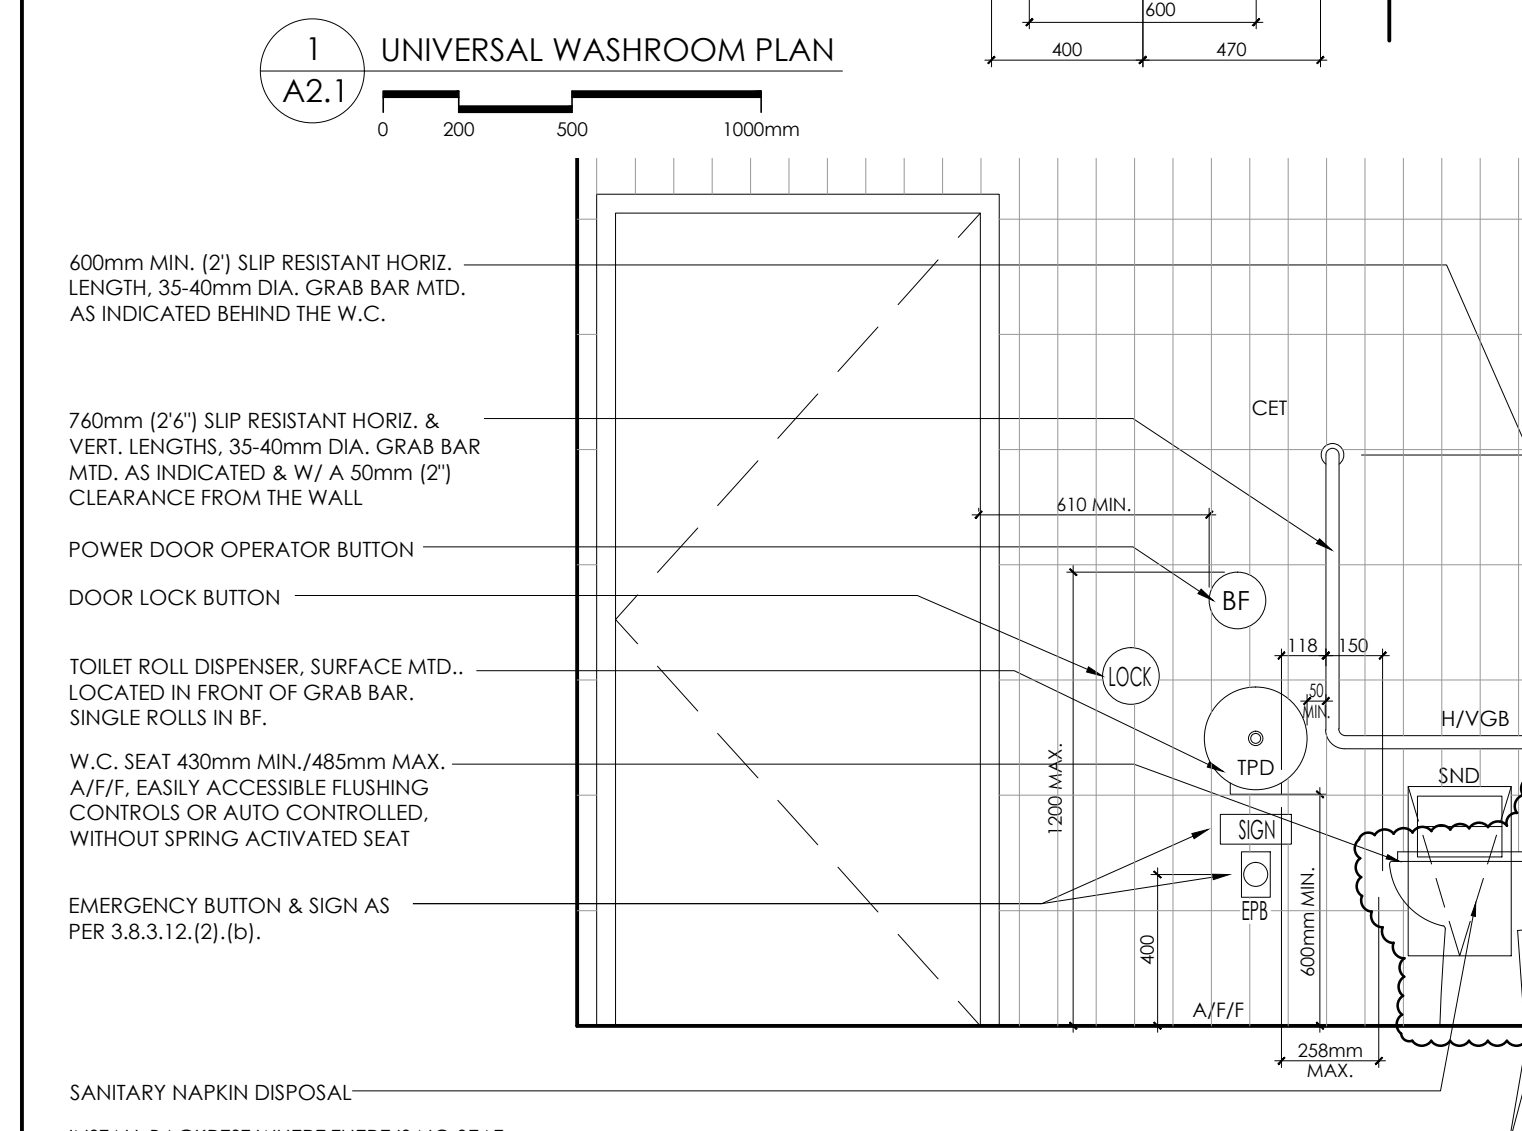 600
400
470
1
UNIVERSAL WASHROOM PLAN
A2.1
0
200
500
1000mm
600mm MIN. (2') SLIP RESISTANT HORIZ.
LENGTH, 35-40mm DIA. GRAB BAR MTD.
AS INDICATED BEHIND THE W.C.
760mm (2'6") SLIP RESISTANT HORIZ. &
VERT. LENGTHS, 35-40mm DIA. GRAB BAR
MTD. AS INDICATED & W/ A 50mm (2")
CLEARANCE FROM THE WALL
POWER DOOR OPERATOR BUTTON
DOOR LOCK BUTTON
TOILET ROLL DISPENSER, SURFACE MTD..
LOCATED IN FRONT OF GRAB BAR.
SINGLE ROLLS IN BF.
W.C. SEAT 430mm MIN./485mm MAX.
A/F/F, EASILY ACCESSIBLE FLUSHING
CONTROLS OR AUTO CONTROLLED,
WITHOUT SPRING ACTIVATED SEAT
EMERGENCY BUTTON & SIGN AS
PER 3.8.3.12.(2).(b).
SANITARY NAPKIN DISPOSAL
CET
610 MIN.
BF
118
150
LOCK
50
MIN.
H/VGB
TPD
SND
1200 MAX.
SIGN
EPB
600mm MIN.
400
A/F/F
258mm
MAX.